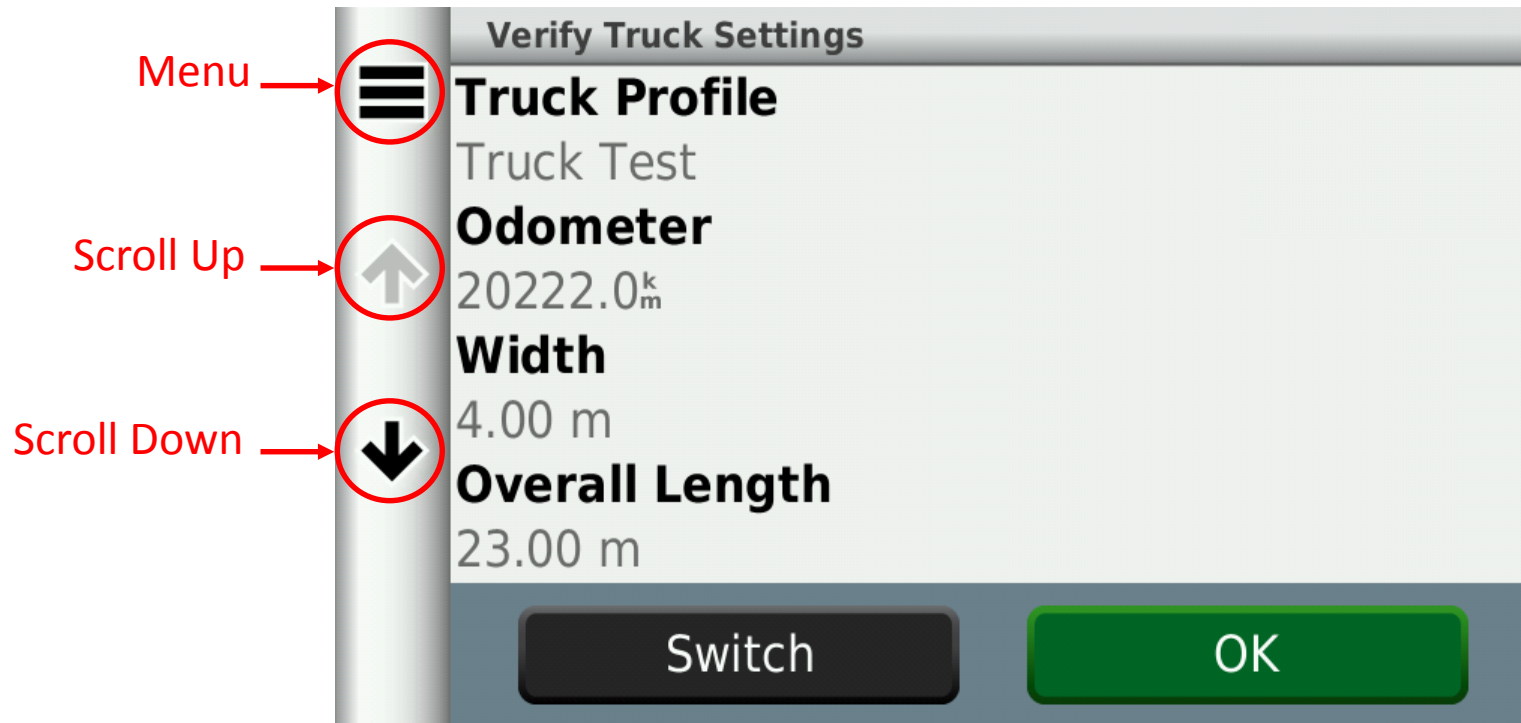 Verify Truck Settings
Menu
Truck Profile
Truck Test
Scroll Up
Odometer
20222.0km
Width
4.00 m
Scroll Down
Overall Length
23.00 m
Switch
OK